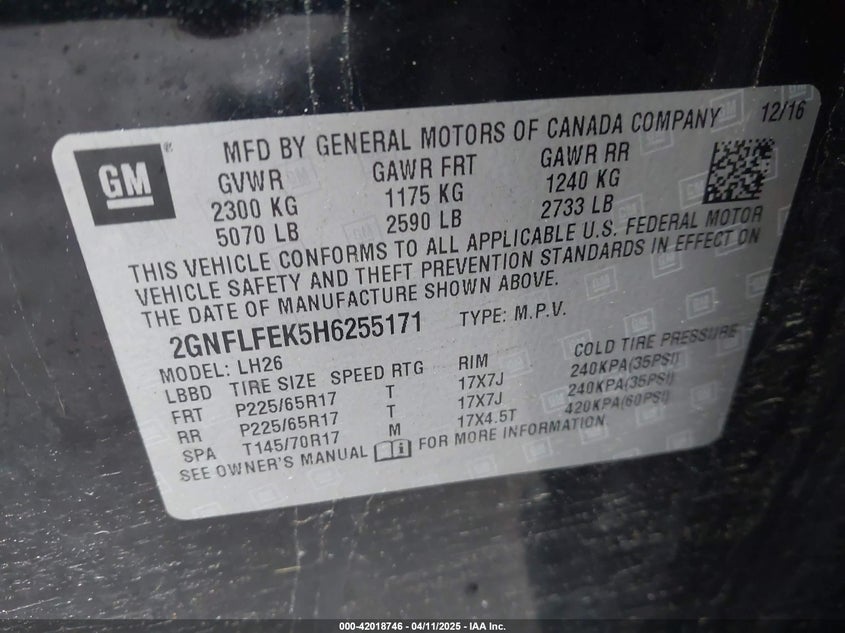 GM®
MFD BY GENERAL MOTORS OF CANADA COMPANY 12/16
GVWR GAWR FRT GAWR RR
2300 KG 1175 KG 1240 KG
5070 LB 2590 LB 2733 LB
THIS VEHICLE CONFORMS TO ALL APPLICABLE U.S. FEDERAL MOTOR
VEHICLE SAFETY AND THEFT PREVENTION STANDARDS IN EFFECT ON
THE DATE OF MANUFACTURE SHOWN ABOVE.
2GNFLFEK5H6255171 TYPE: M.P.V.
MODEL: LH26
LBBD TIRE SIZE SPEED RTG RIM COLD TIRE PRESSURE
FRT P225/65R17 T 17X7J 240KPA(35PSI)
RR P225/65R17 T 17X7J 240KPA(35PSI)
SPA T145/70R17 M 17X4.5T 420KPA(60PSI)
SEE OWNER'S MANUAL FOR MORE INFORMATION
000-42018746 - 04/11/2025 - IAA Inc.